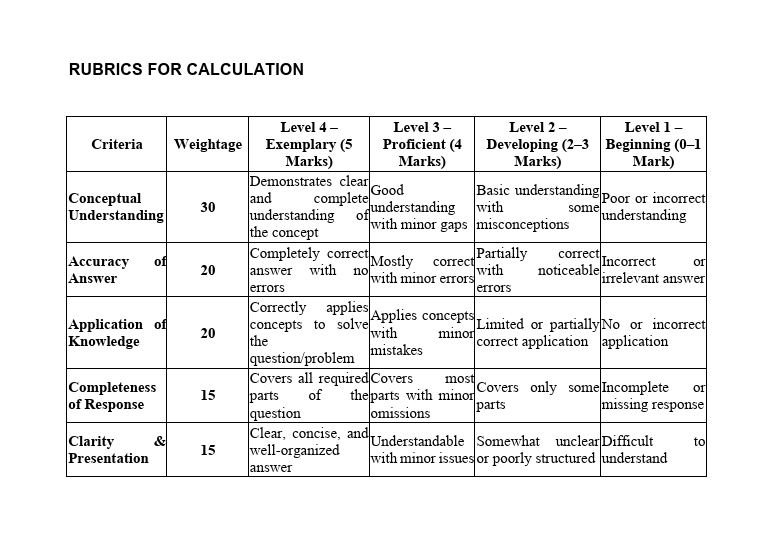 RUBRICS FOR CALCULATION
Criteria
Weightage
Level 4 –
Exemplary (5
Marks)
Level 3 –
Proficient (4
Marks)
Level 2 –
Developing (2–3
Marks)
Level 1 –
Beginning (0–1
Mark)
Conceptual
Understanding
30
Demonstrates clear
and complete
understanding of
the concept
Good
understanding
with minor gaps
Basic understanding
with some
misconceptions
Poor or incorrect
understanding
Accuracy of
Answer
20
Completely correct
answer with no
errors
Mostly correct
with minor errors
Partially correct
with noticeable
errors
Incorrect or
irrelevant answer
Application of
Knowledge
20
Correctly applies
concepts to solve
the
question/problem
Applies concepts
with minor
mistakes
Limited or partially
correct application
No or incorrect
application
Completeness
of Response
15
Covers all required
parts of the
question
Covers most
parts with minor
omissions
Covers only some
parts
Incomplete or
missing response
Clarity &
Presentation
15
Clear, concise, and
well-organized
answer
Understandable
with minor issues
Somewhat unclear
or poorly structured
Difficult to
understand